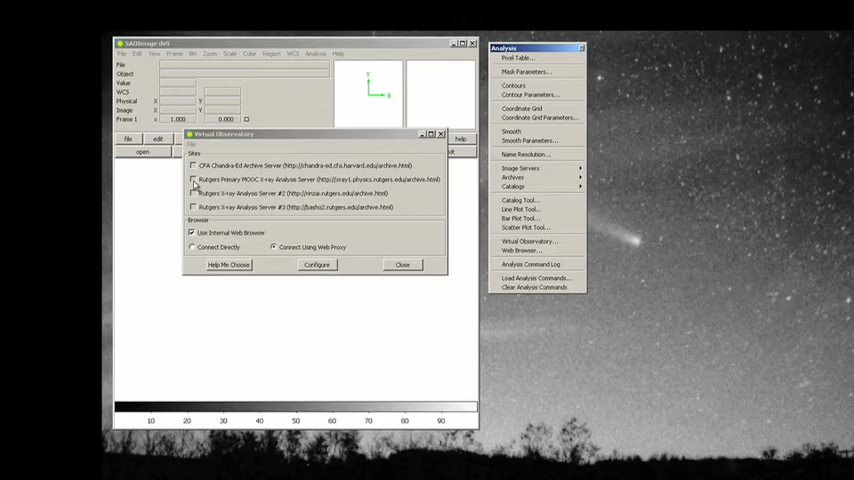 SAOImage ds9
File Edit View Frame Bin Zoom Scale Color Region WCS Analysis Help
File
Object
Value
WCS
Physical X Y
Image X Y
Frame 1 x 1.000 0.000
Y
X
file edit help
open
Virtual Observatory
File
Sites
CFA Chandra-Ed Archive Server (http://chandra-ed.cfa.harvard.edu/archive.html)
Rutgers Primary MOOC X-ray Analysis Server (http://xray1.physics.rutgers.edu/archive.html)
Rutgers X-ray Analysis Server #2 (http://rinzai.rutgers.edu/archive.html)
Rutgers X-ray Analysis Server #3 (http://basho2.rutgers.edu/archive.html)
Browser
Use Internal Web Browser
Connect Directly Connect Using Web Proxy
Help Me Choose Configure Close
10 20 30 40 50 60 70 80 90
Analysis
Pixel Table...
Mask Parameters...
Contours
Contour Parameters...
Coordinate Grid
Coordinate Grid Parameters...
Smooth
Smooth Parameters...
Name Resolution...
Image Servers
Archives
Catalogs
Catalog Tool...
Line Plot Tool...
Bar Plot Tool...
Scatter Plot Tool...
Virtual Observatory...
Web Browser...
Analysis Command Log
Load Analysis Commands...
Clear Analysis Commands